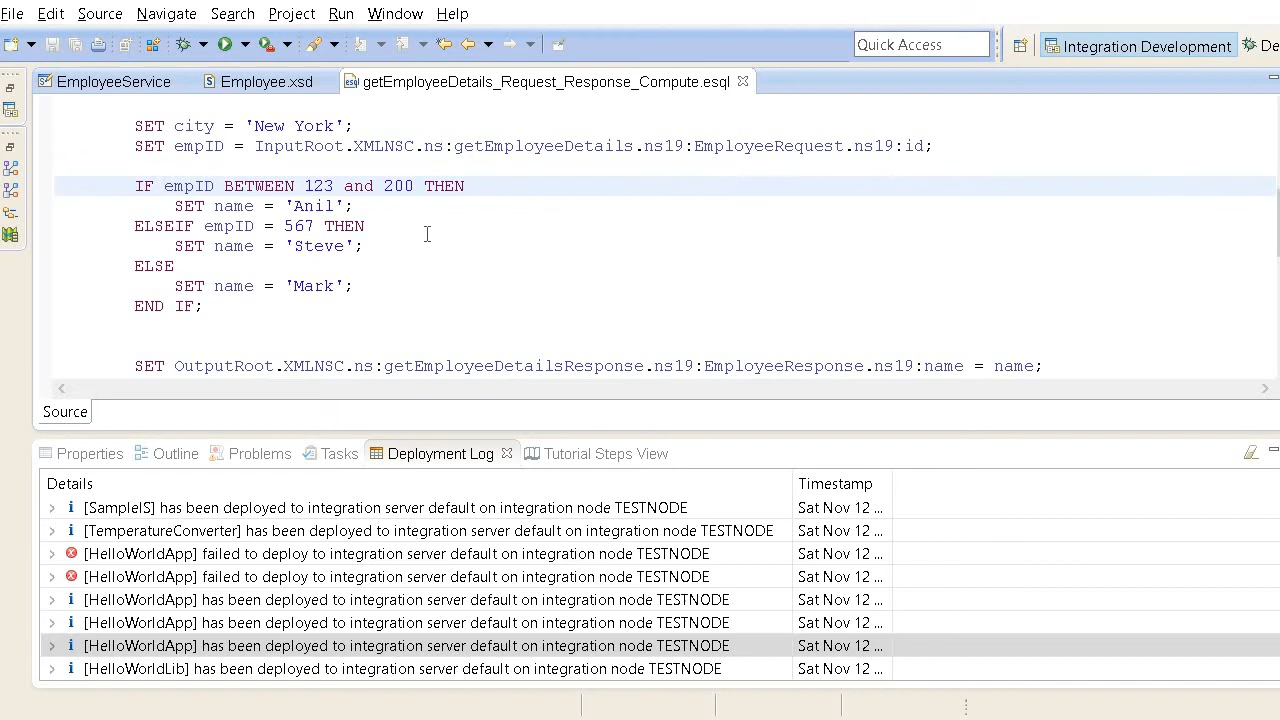 File Edit Source Navigate Search Project Run Window Help
Quick Access Integration Development De
EmployeeService Employee.xsd getEmployeeDetails_Request_Response_Compute.esql
SET city = 'New York';
SET empID = InputRoot.XMLNSC.ns:getEmployeeDetails.ns19:EmployeeRequest.ns19:id;
IF empID BETWEEN 123 and 200 THEN
SET name = 'Anil';
ELSEIF empID = 567 THEN
SET name = 'Steve';
ELSE
SET name = 'Mark';
END IF;
SET OutputRoot.XMLNSC.ns:getEmployeeDetailsResponse.ns19:EmployeeResponse.ns19:name = name;
Source
Properties Outline Problems Tasks Deployment Log Tutorial Steps View
Details Timestamp
[SampleIS] has been deployed to integration server default on integration node TESTNODE Sat Nov 12 ...
[TemperatureConverter] has been deployed to integration server default on integration node TESTNODE Sat Nov 12 ...
[HelloWorldApp] failed to deploy to integration server default on integration node TESTNODE Sat Nov 12 ...
[HelloWorldApp] failed to deploy to integration server default on integration node TESTNODE Sat Nov 12 ...
[HelloWorldApp] has been deployed to integration server default on integration node TESTNODE Sat Nov 12 ...
[HelloWorldApp] has been deployed to integration server default on integration node TESTNODE Sat Nov 12 ...
[HelloWorldApp] has been deployed to integration server default on integration node TESTNODE Sat Nov 12 ...
[HelloWorldLib] has been deployed to integration server default on integration node TESTNODE Sat Nov 12 ...